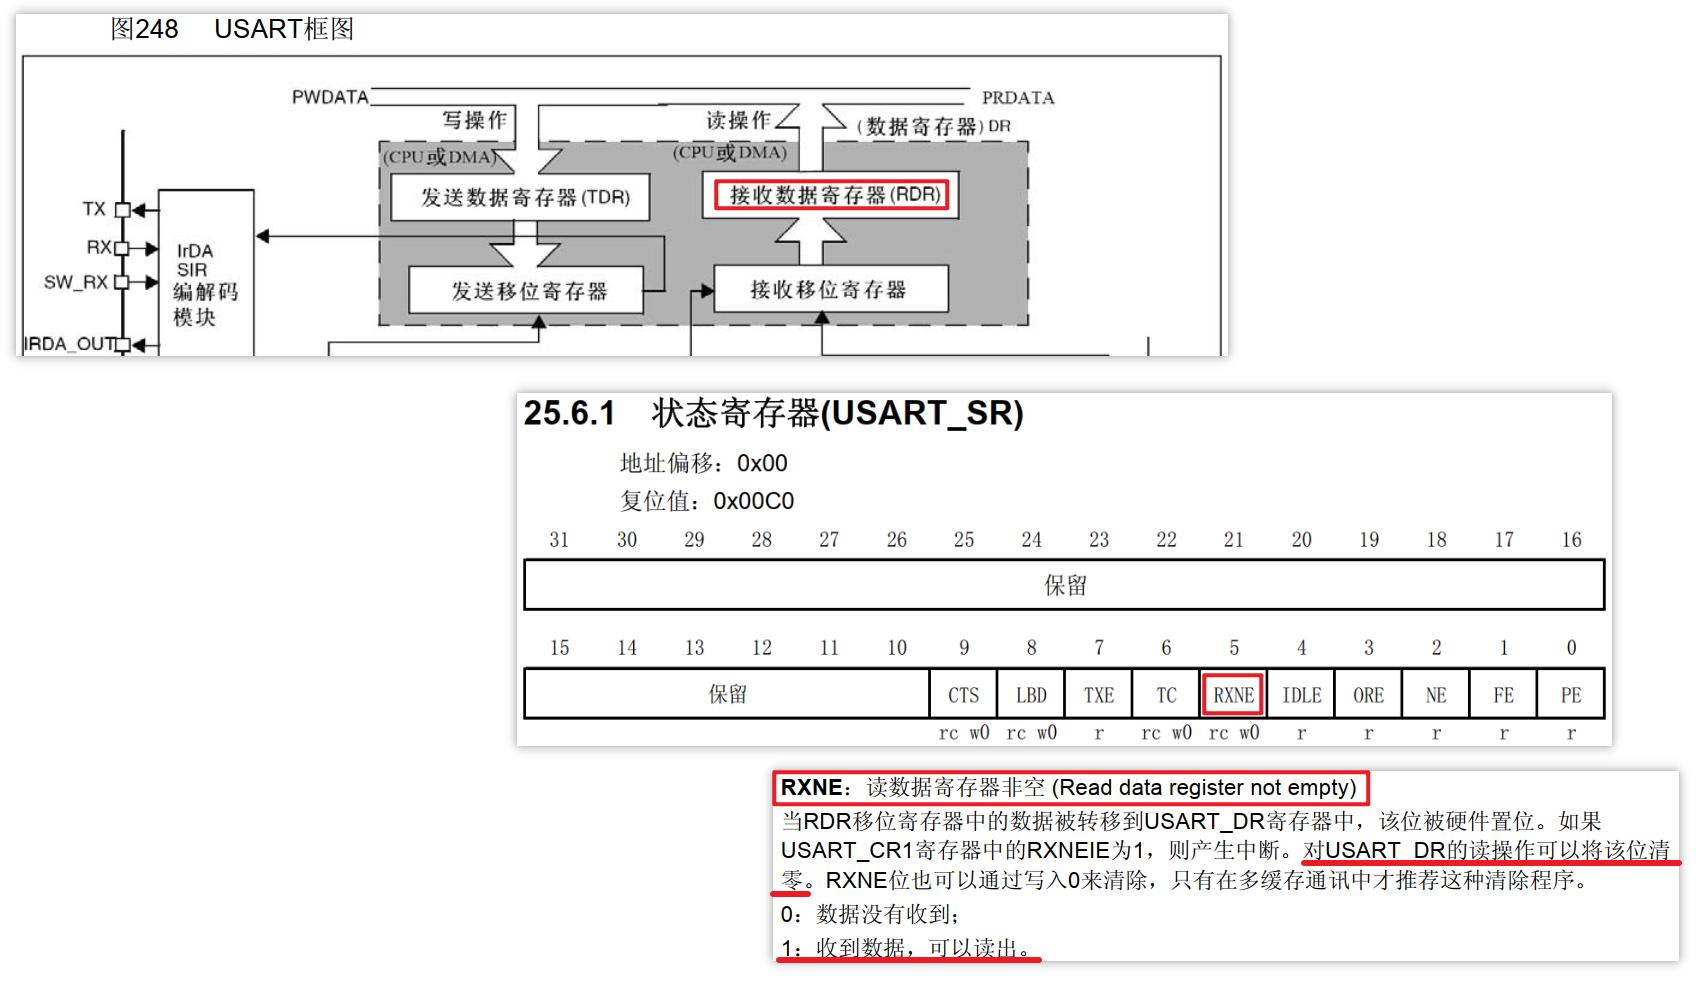 图248 USART框图
PWDATA
PRDATA
写操作
读操作
(数据寄存器) DR
(CPU或DMA)
(CPU或DMA)
发送数据寄存器(TDR)
接收数据寄存器(RDR)
TX
RX
SW_RX
IRDA_OUT
IrDA
SIR
编解码
模块
发送移位寄存器
接收移位寄存器
25.6.1 状态寄存器(USART_SR)
地址偏移：0x00
复位值：0x00C0
31 30 29 28 27 26 25 24 23 22 21 20 19 18 17 16
保留
15 14 13 12 11 10 9 8 7 6 5 4 3 2 1 0
保留 CTS LBD TXE TC RXNE IDLE ORE NE FE PE
rc w0 rc w0 r rc w0 rc w0 r r r r r
RXNE：读数据寄存器非空 (Read data register not empty)
当RDR移位寄存器中的数据被转移到USART_DR寄存器中，该位被硬件置位。如果
USART_CR1寄存器中的RXNEIE为1，则产生中断。对USART_DR的读操作可以将该位清
零。RXNE位也可以通过写入0来清除，只有在多缓存通讯中才推荐这种清除程序。
0：数据没有收到；
1：收到数据，可以读出。